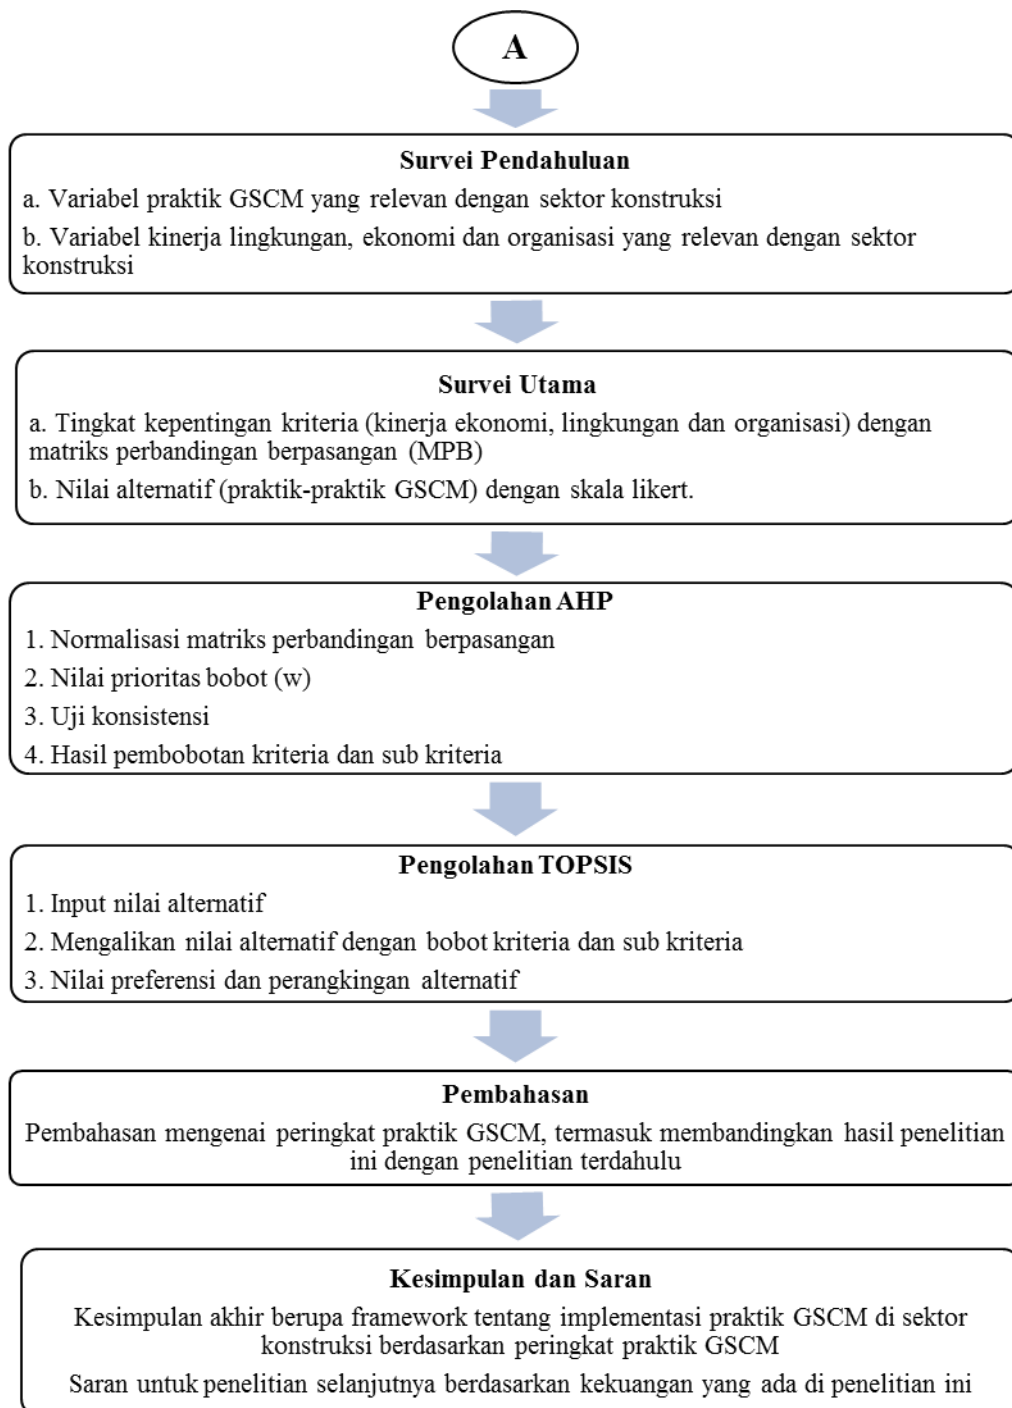 A
Survei Pendahuluan
a. Variabel praktik GSCM yang relevan dengan sektor konstruksi
b. Variabel kinerja lingkungan, ekonomi dan organisasi yang relevan dengan sektor
konstruksi
Survei Utama
a. Tingkat kepentingan kriteria (kinerja ekonomi, lingkungan dan organisasi) dengan
matriks perbandingan berpasangan (MPB)
b. Nilai alternatif (praktik-praktik GSCM) dengan skala likert.
Pengolahan AHP
1. Normalisasi matriks perbandingan berpasangan
2. Nilai prioritas bobot (w)
3. Uji konsistensi
4. Hasil pembobotan kriteria dan sub kriteria
Pengolahan TOPSIS
1. Input nilai alternatif
2. Mengalikan nilai alternatif dengan bobot kriteria dan sub kriteria
3. Nilai preferensi dan perangkingan alternatif
Pembahasan
Pembahasan mengenai peringkat praktik GSCM, termasuk membandingkan hasil penelitian
ini dengan penelitian terdahulu
Kesimpulan dan Saran
Kesimpulan akhir berupa framework tentang implementasi praktik GSCM di sektor
konstruksi berdasarkan peringkat praktik GSCM
Saran untuk penelitian selanjutnya berdasarkan kekuangan yang ada di penelitian ini